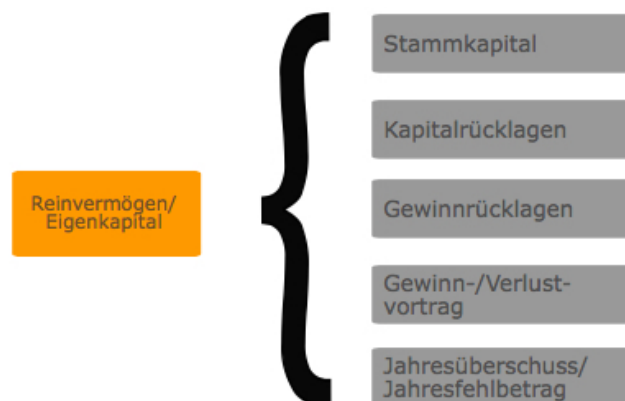 Stammkapital
Kapitalrücklagen
Reinvermögen/
Eigenkapital
Gewinnrücklagen
Gewinn-/Verlust-
vortrag
Jahresüberschuss/
Jahresfehlbetrag